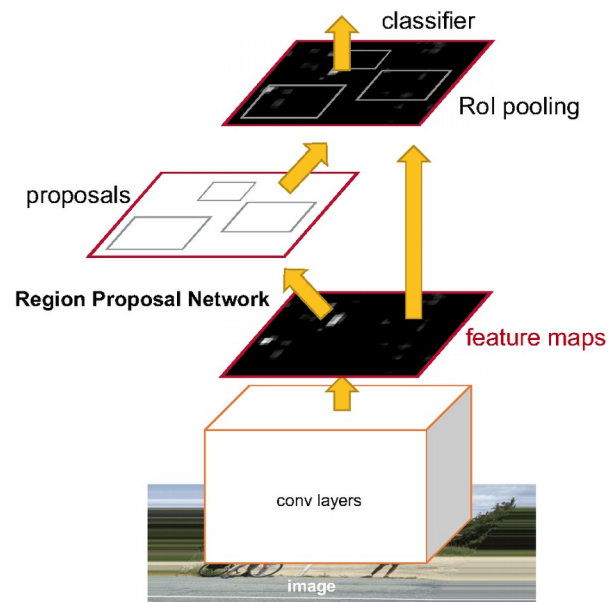 classifier
RoI pooling
proposals
Region Proposal Network
feature maps
conv layers
image